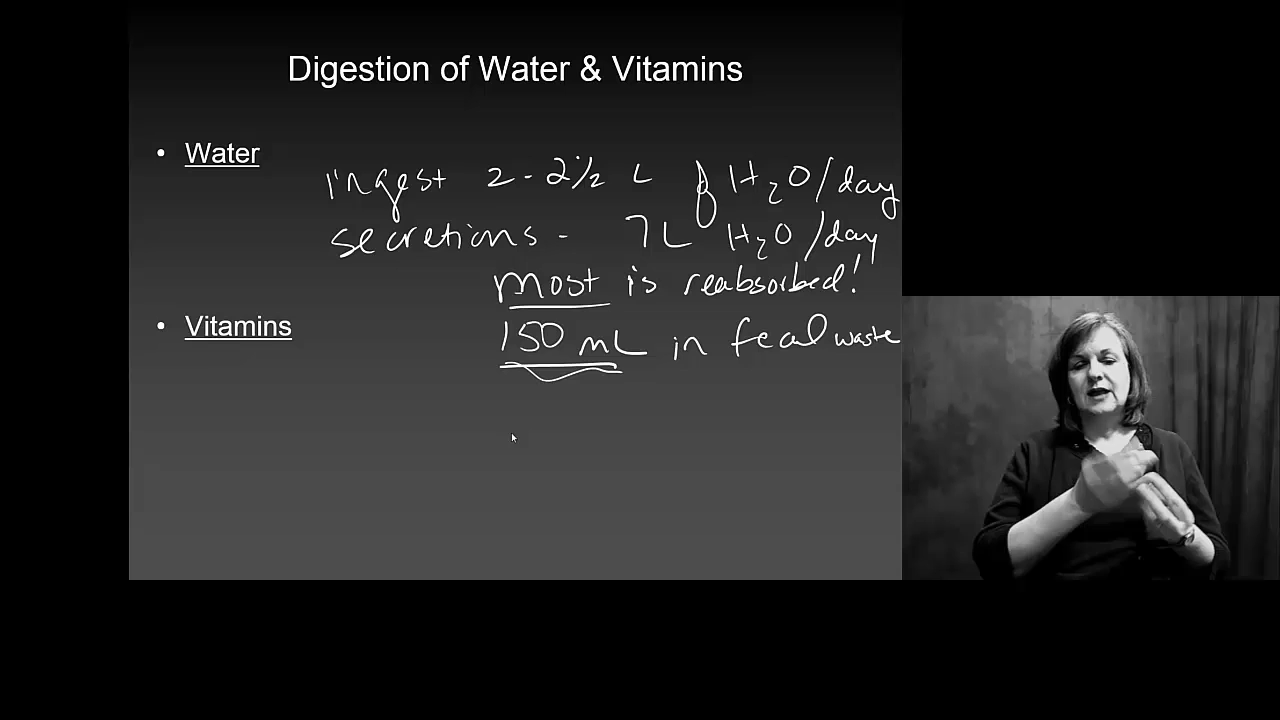 Digestion of Water & Vitamins
• Water
ingest 2-2½ L of H₂O/day
secretions - 7L H₂O/day
most is reabsorbed!
• Vitamins
150 mL in fecal waste